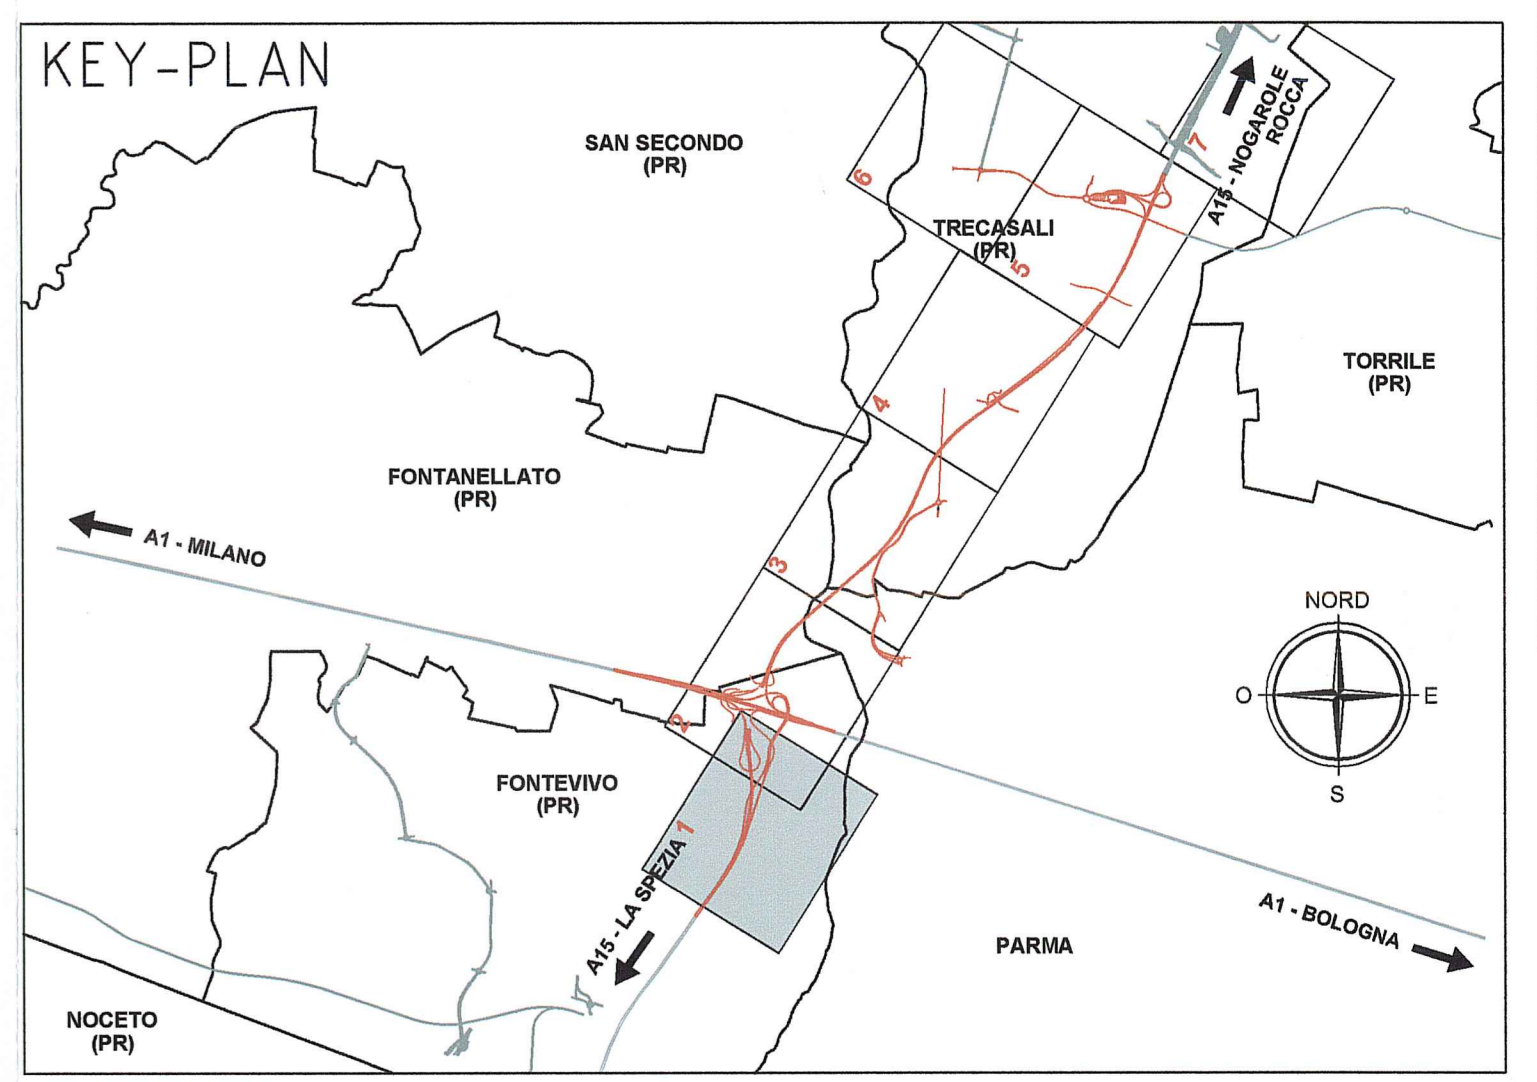 KEY-PLAN
SAN SECONDO
(PR)
A15 - NOGAROLE
ROCCA
7
6
TRECASALI
(PR)
5
TORRILE
(PR)
4
FONTANELLATO
(PR)
A1 - MILANO
3
NORD
O
E
S
2
FONTEVIVO
(PR)
1
A15 - LA SPEZIA
A1 - BOLOGNA
PARMA
NOCETO
(PR)